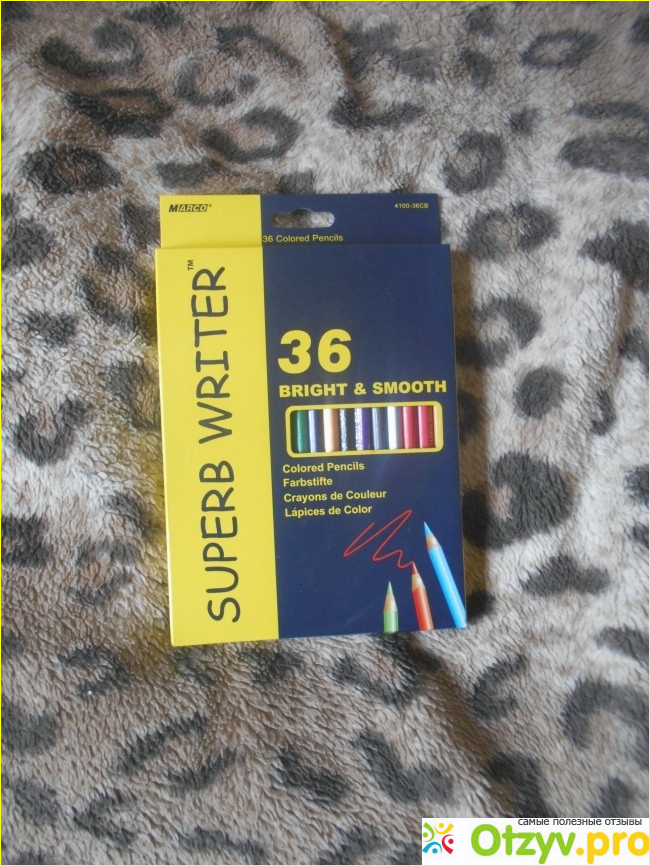 MARCO®
4100-36CB
36 Colored Pencils
SUPERB WRITER™
36
BRIGHT & SMOOTH
Colored Pencils
Farbstifte
Crayons de Couleur
Lápices de Color
самые полезные отзывы
Otzyv.pro